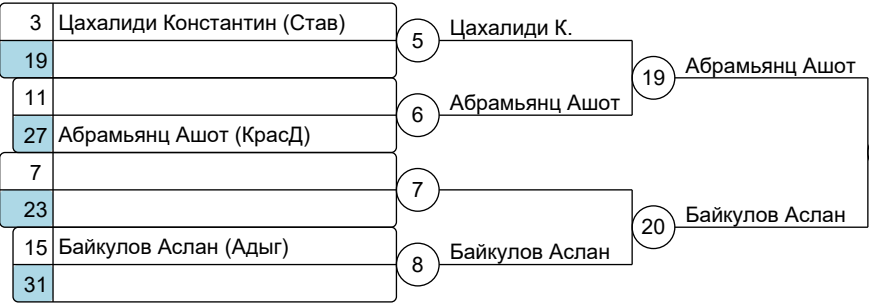 3 Цахалиди Константин (Став)
19
11
27 Абрамьянц Ашот (КрасД)
7
23
15 Байкулов Аслан (Адыг)
31
5 Цахалиди К.
6 Абрамьянц Ашот
7
8 Байкулов Аслан
19 Абрамьянц Ашот
20 Байкулов Аслан